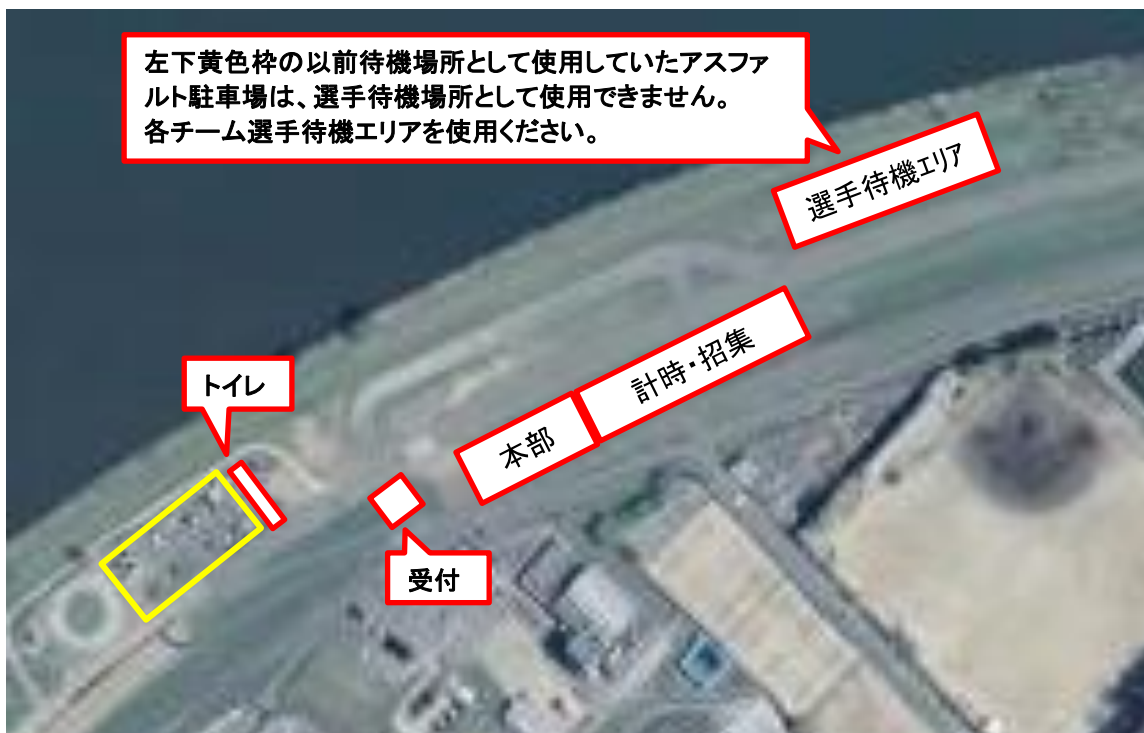 左下黄色枠の以前待機場所として使用していたアスファ
ルト駐車場は、選手待機場所として使用できません。
各チーム選手待機エリアを使用ください。
選手待機エリア
計時・招集
本部
トイレ
受付